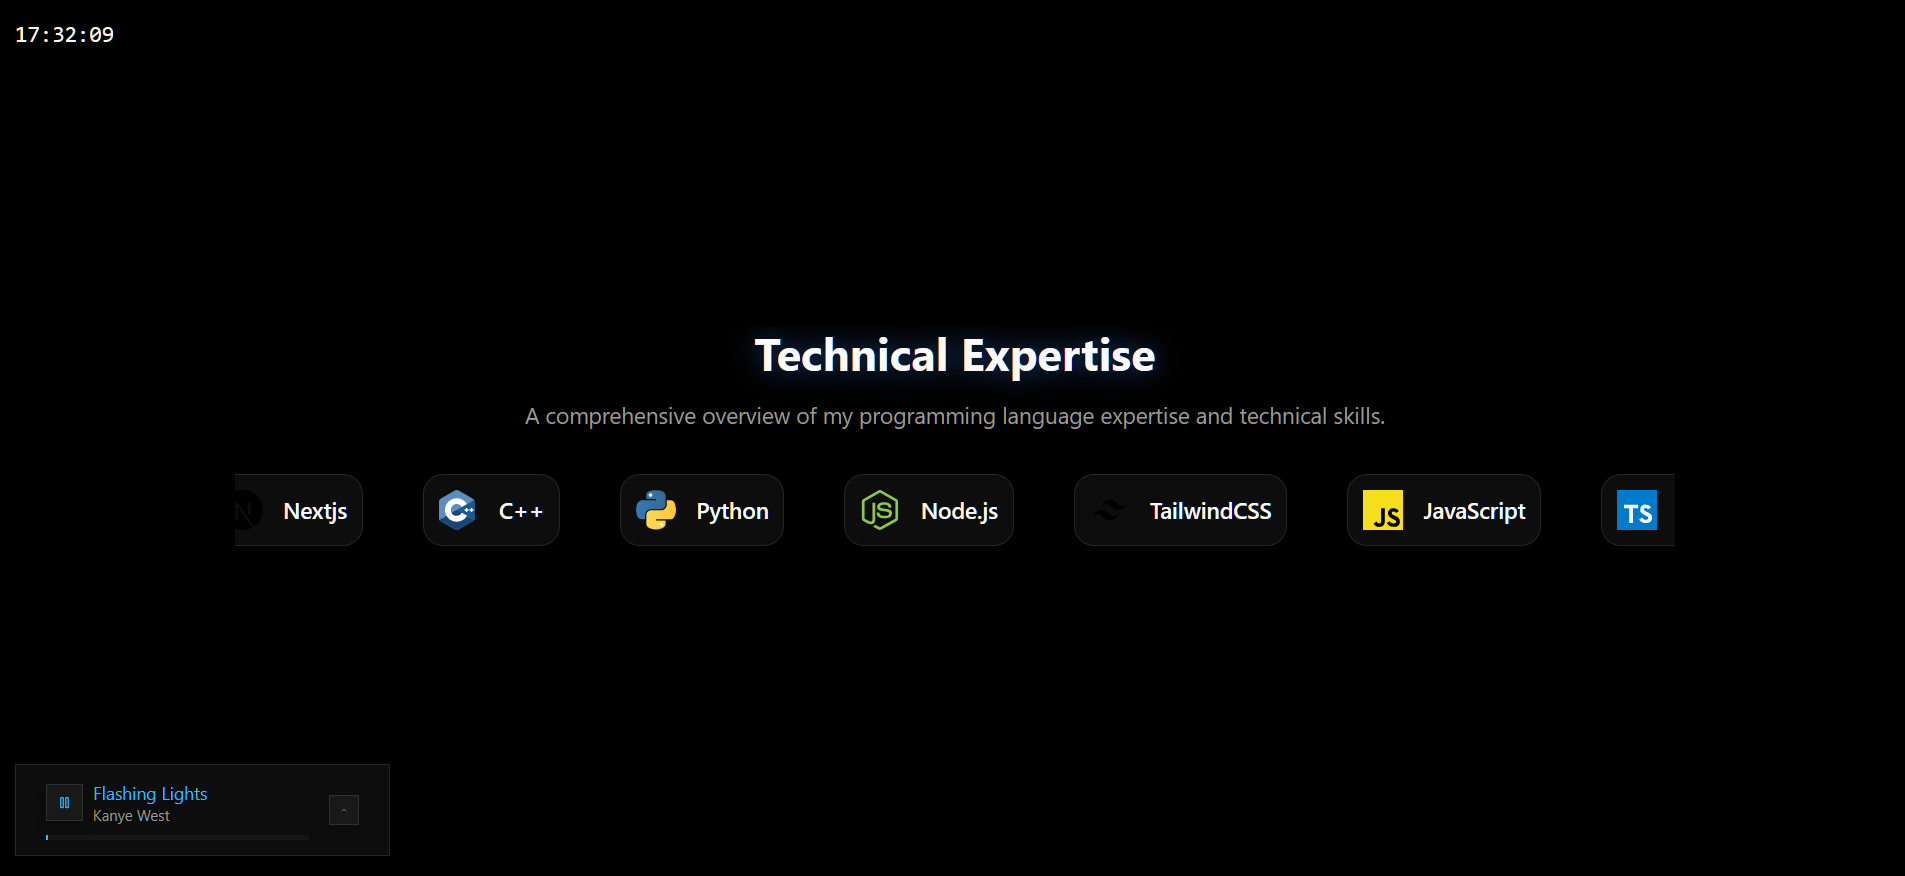 17:32:09
Technical Expertise
A comprehensive overview of my programming language expertise and technical skills.
N Nextjs
C++ C++
Python
JS Node.js
TailwindCSS
JS JavaScript
TS
Flashing Lights
Kanye West